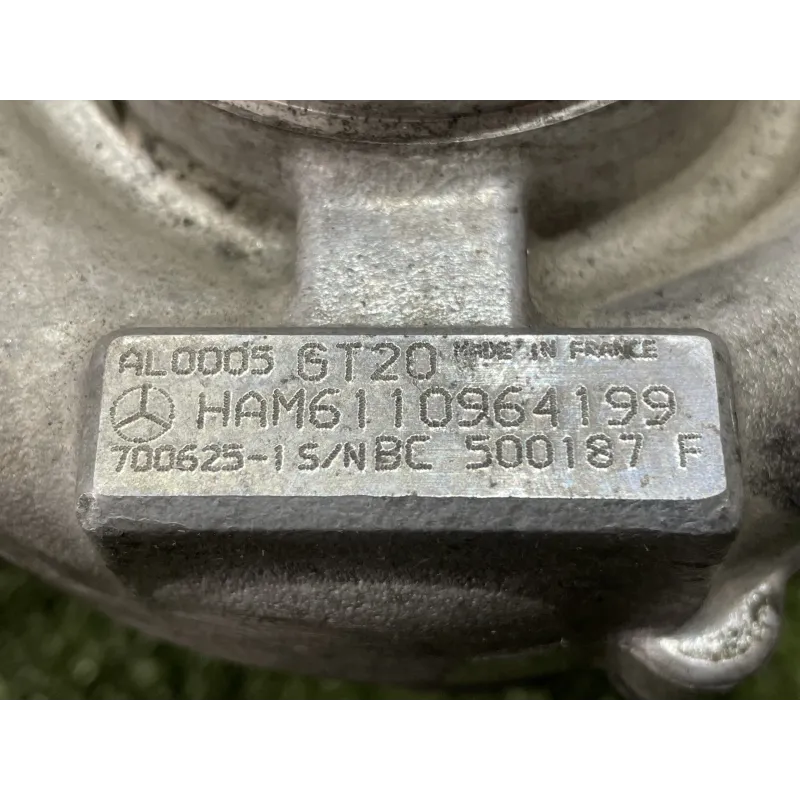 AL0005 GT20 MADE IN FRANCE
HAM6110964199
700625-1 S/N BC 500187 F